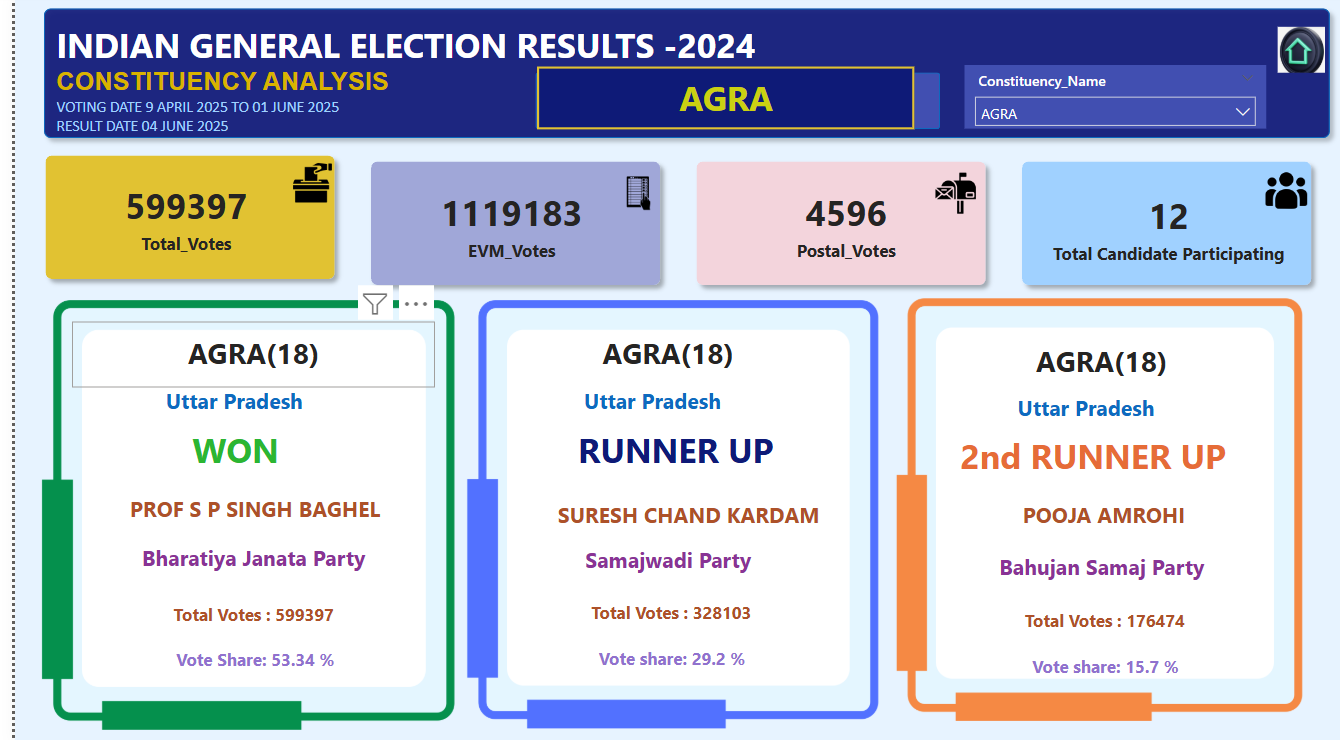 INDIAN GENERAL ELECTION RESULTS -2024
CONSTITUENCY ANALYSIS
VOTING DATE 9 APRIL 2025 TO 01 JUNE 2025
RESULT DATE 04 JUNE 2025
AGRA
Constituency_Name
AGRA
599397
Total_Votes
1119183
EVM_Votes
4596
Postal_Votes
12
Total Candidate Participating
AGRA(18)
Uttar Pradesh
WON
PROF S P SINGH BAGHEL
Bharatiya Janata Party
Total Votes : 599397
Vote Share: 53.34 %
AGRA(18)
Uttar Pradesh
RUNNER UP
SURESH CHAND KARDAM
Samajwadi Party
Total Votes : 328103
Vote share: 29.2 %
AGRA(18)
Uttar Pradesh
2nd RUNNER UP
POOJA AMROHI
Bahujan Samaj Party
Total Votes : 176474
Vote share: 15.7 %